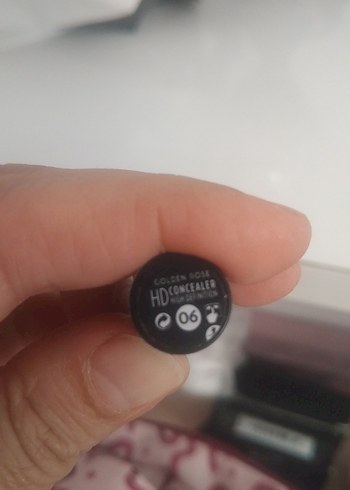 GOLDEN ROSE
HD CONCEALER
HIGH DEFINITION
06